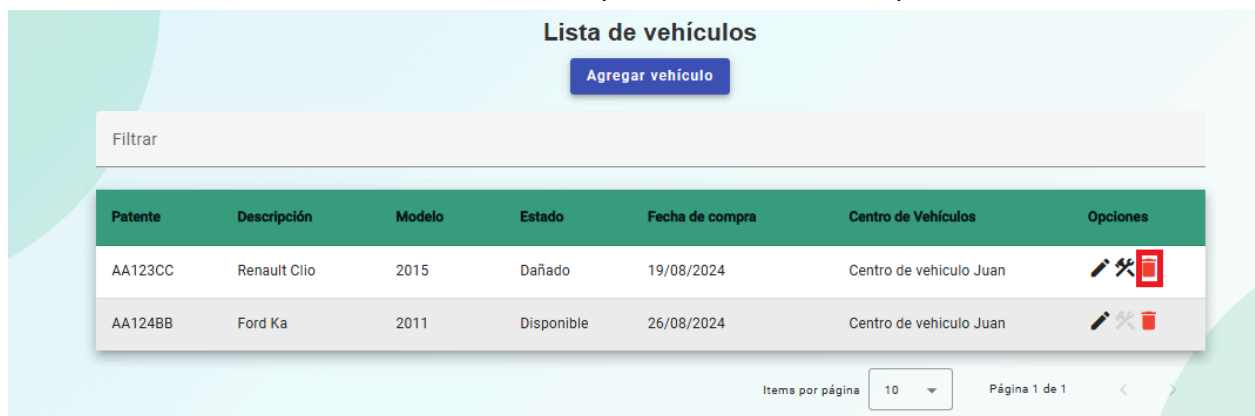 Lista de vehículos
Agregar vehículo
Filtrar
Patente Descripción Modelo Estado Fecha de compra Centro de Vehículos Opciones
AA123CC Renault Clio 2015 Dañado 19/08/2024 Centro de vehiculo Juan
AA124BB Ford Ka 2011 Disponible 26/08/2024 Centro de vehiculo Juan
Items por página 10 Página 1 de 1